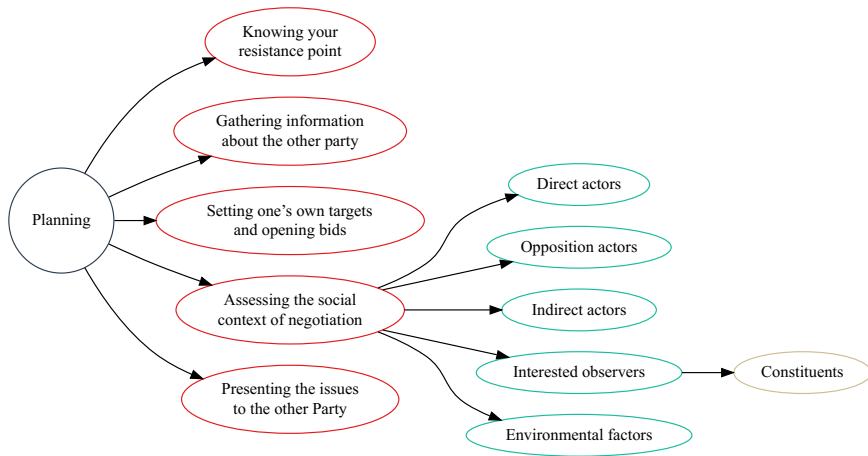 Planning
Knowing your
resistance point
Gathering information
about the other party
Setting one’s own targets
and opening bids
Assessing the social
context of negotiation
Presenting the issues
to the other Party
Direct actors
Opposition actors
Indirect actors
Interested observers
Environmental factors
Constituents